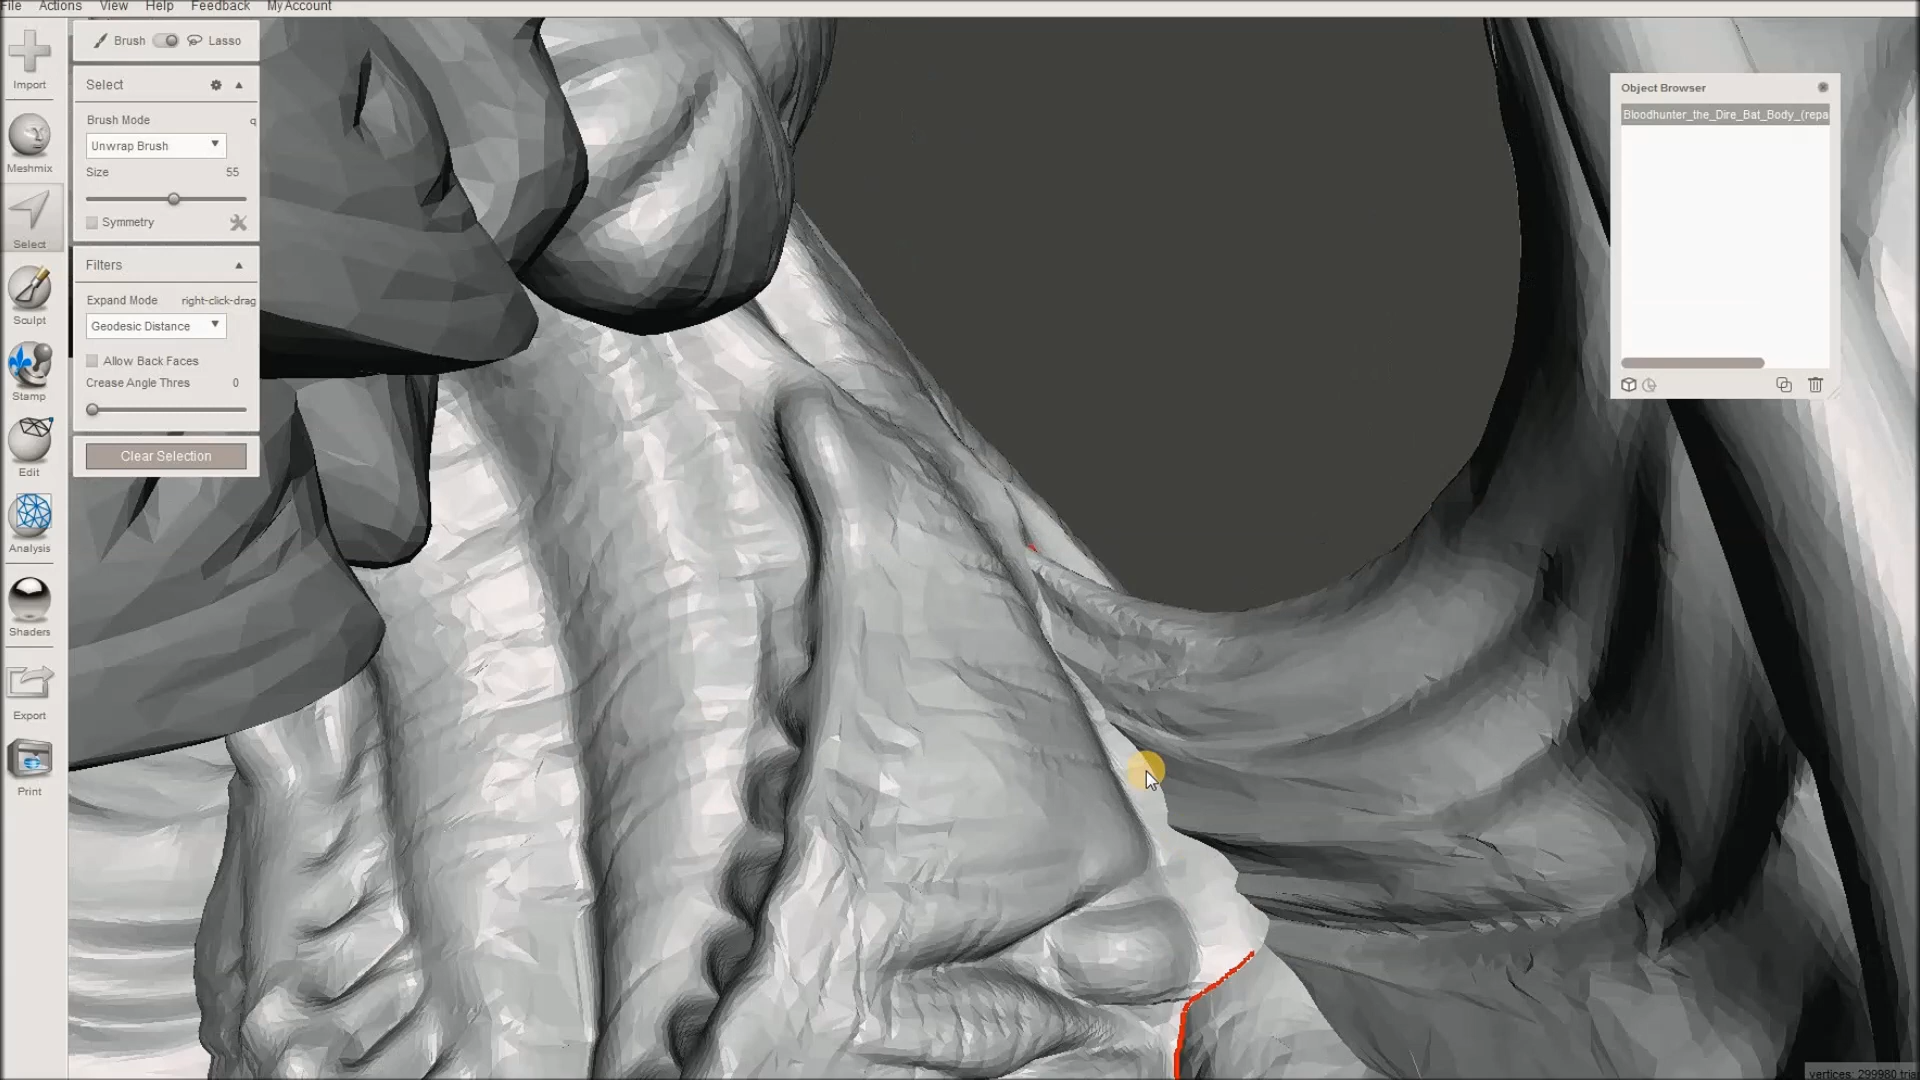 File Actions View Help Feedback My Account
Import
Meshmix
Select
Sculpt
Stamp
Edit
Analysis
Shaders
Export
Print
Brush Lasso
Select
Brush Mode q
Unwrap Brush
Size 55
Symmetry
Filters
Expand Mode right-click-drag
Geodesic Distance
Allow Back Faces
Crease Angle Thres 0
Clear Selection
Object Browser
Bloodhunter_the_Dire_Bat_Body_(repa
vertices: 299980 tria